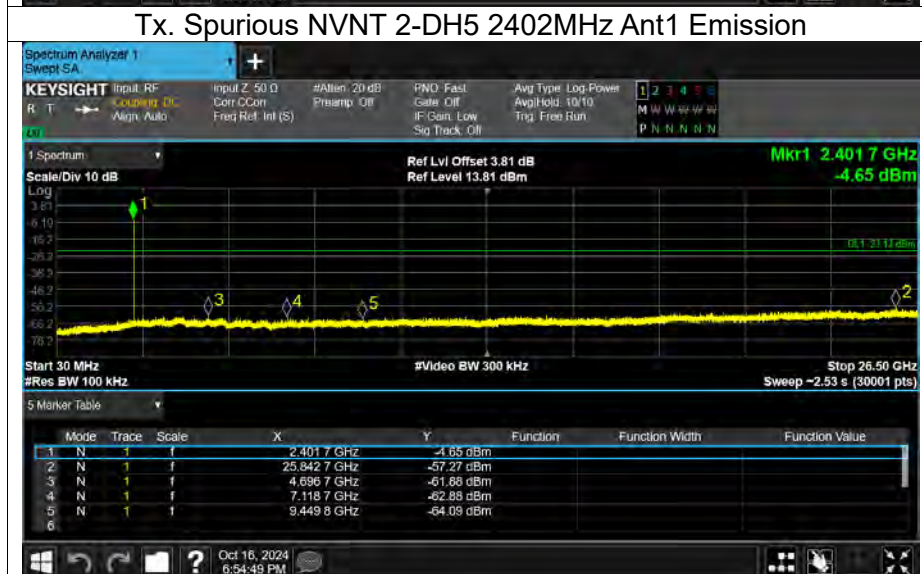 Tx. Spurious NVNT 2-DH5 2402MHz Ant1 Emission
Spectrum Analyzer 1
Swept SA
+
KEYSIGHT Input: RF Input Z: 50 Ω #Atten: 20 dB PNO: Fast Avg Type: Log-Power 1 2 3 4 5 6
R T Coupling: DC Corr CCorr Preamp: Off Gate: Off Avg|Hold: 10/10 M W W W W W
Align: Auto Freq Ref: Int (S) IF Gain: Low Trig: Free Run
Sig Track: Off P N N N N N
1 Spectrum Ref Lvl Offset 3.81 dB Mkr1 2.401 7 GHz
Scale/Div 10 dB Ref Level 13.81 dBm -4.65 dBm
Log
3.81
-6.19
-16.2
-26.2
-36.2
-46.2
-56.2
-66.2
-76.2
1
3
4
5
2
Start 30 MHz #Video BW 300 kHz Stop 26.50 GHz
#Res BW 100 kHz Sweep ~2.53 s (30001 pts)
5 Marker Table
Mode Trace Scale X Y Function Function Width Function Value
1 N 1 f 2.401 7 GHz -4.65 dBm
2 N 1 f 25.842 7 GHz -57.27 dBm
3 N 1 f 4.696 7 GHz -61.88 dBm
4 N 1 f 7.118 7 GHz -62.88 dBm
5 N 1 f 9.449 8 GHz -64.09 dBm
6
? Oct 16, 2024
6:54:49 PM